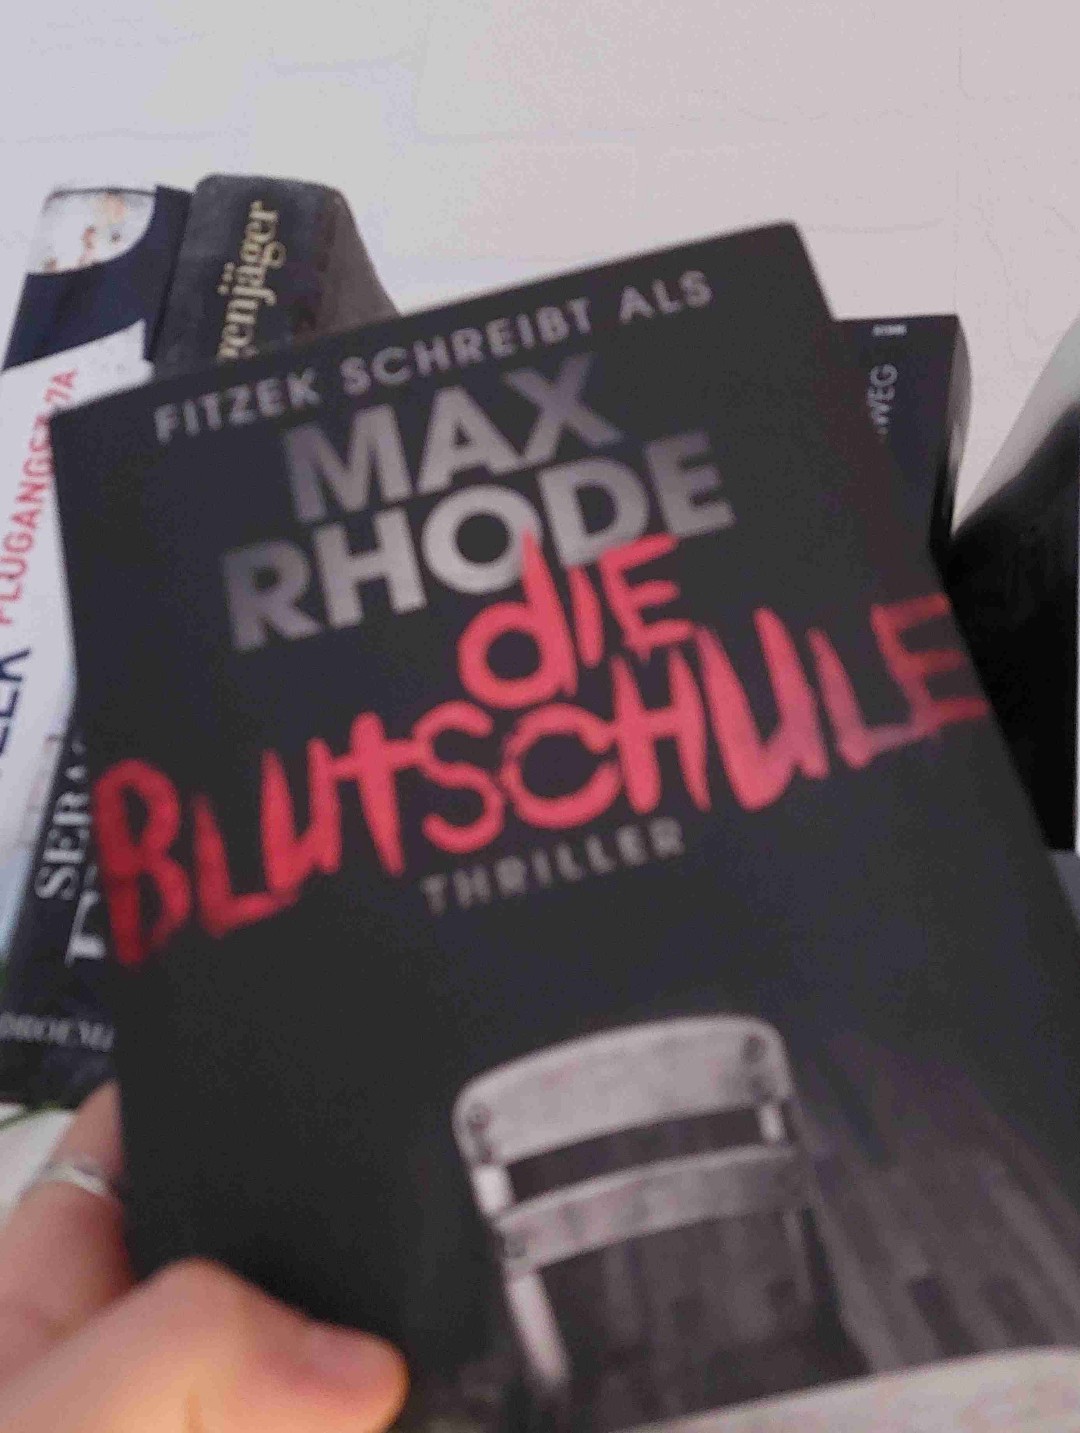 FITZEK SCHREIBT ALS
MAX
RHODE
dIE
BLUtSCHULE
THRILLER
FLUGANGST 7A